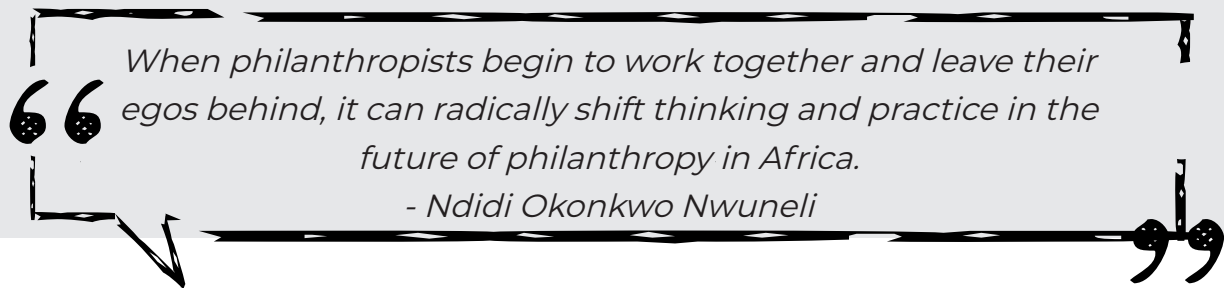 When philanthropists begin to work together and leave their
egos behind, it can radically shift thinking and practice in the
future of philanthropy in Africa.
- Ndidi Okonkwo Nwuneli